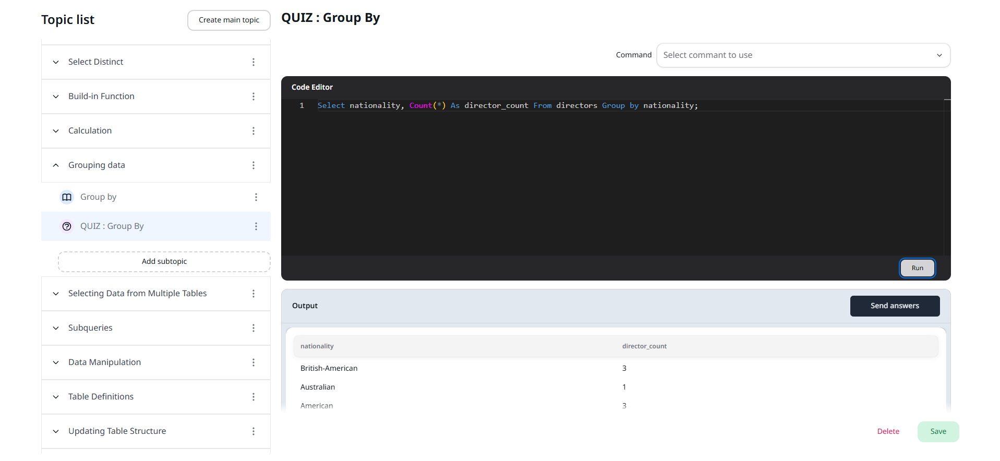 Topic list
Create main topic
Select Distinct
Build-in Function
Calculation
Grouping data
Group by
QUIZ : Group By
Add subtopic
Selecting Data from Multiple Tables
Subqueries
Data Manipulation
Table Definitions
Updating Table Structure
QUIZ : Group By
Command
Select commant to use
Code Editor
1 Select nationality, Count(*) As director_count From directors Group by nationality;
Run
Output
Send answers
nationality director_count
British-American 3
Australian 1
American 3
Delete
Save